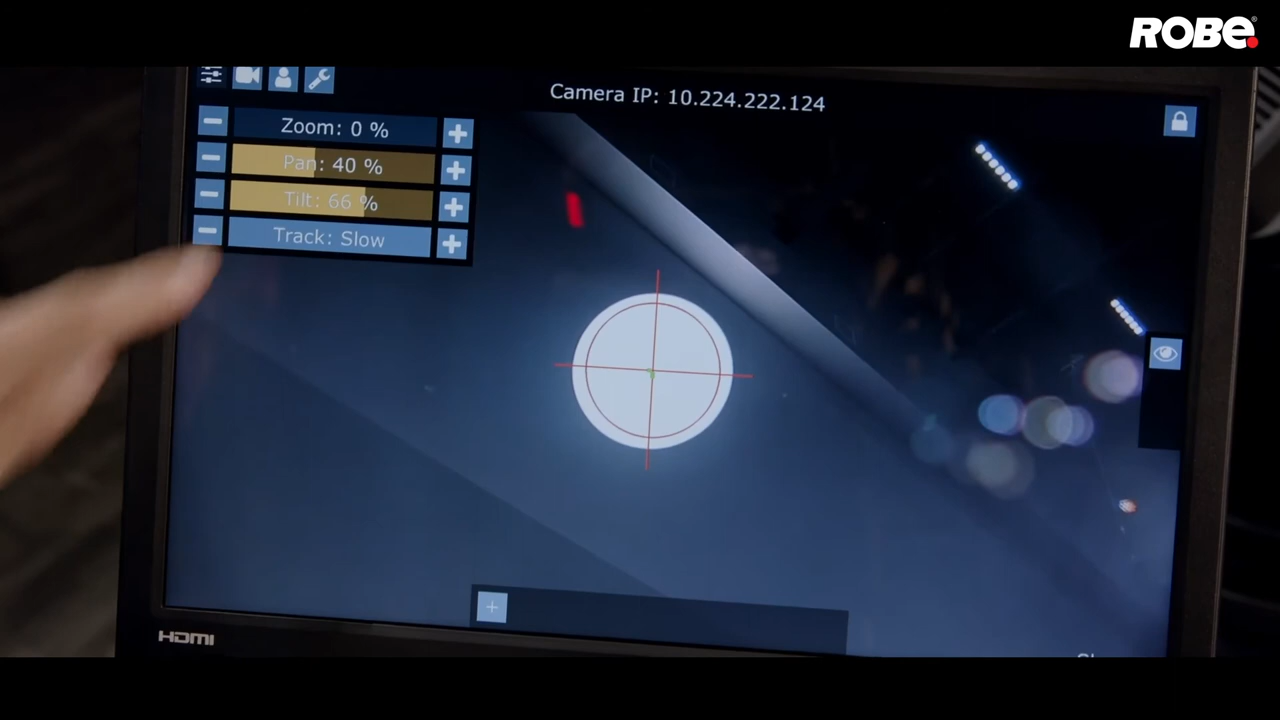 ROBE
Camera IP: 10.224.222.124
Zoom: 0 %
Pan: 40 %
Tilt: 66 %
Track: Slow
HDMI